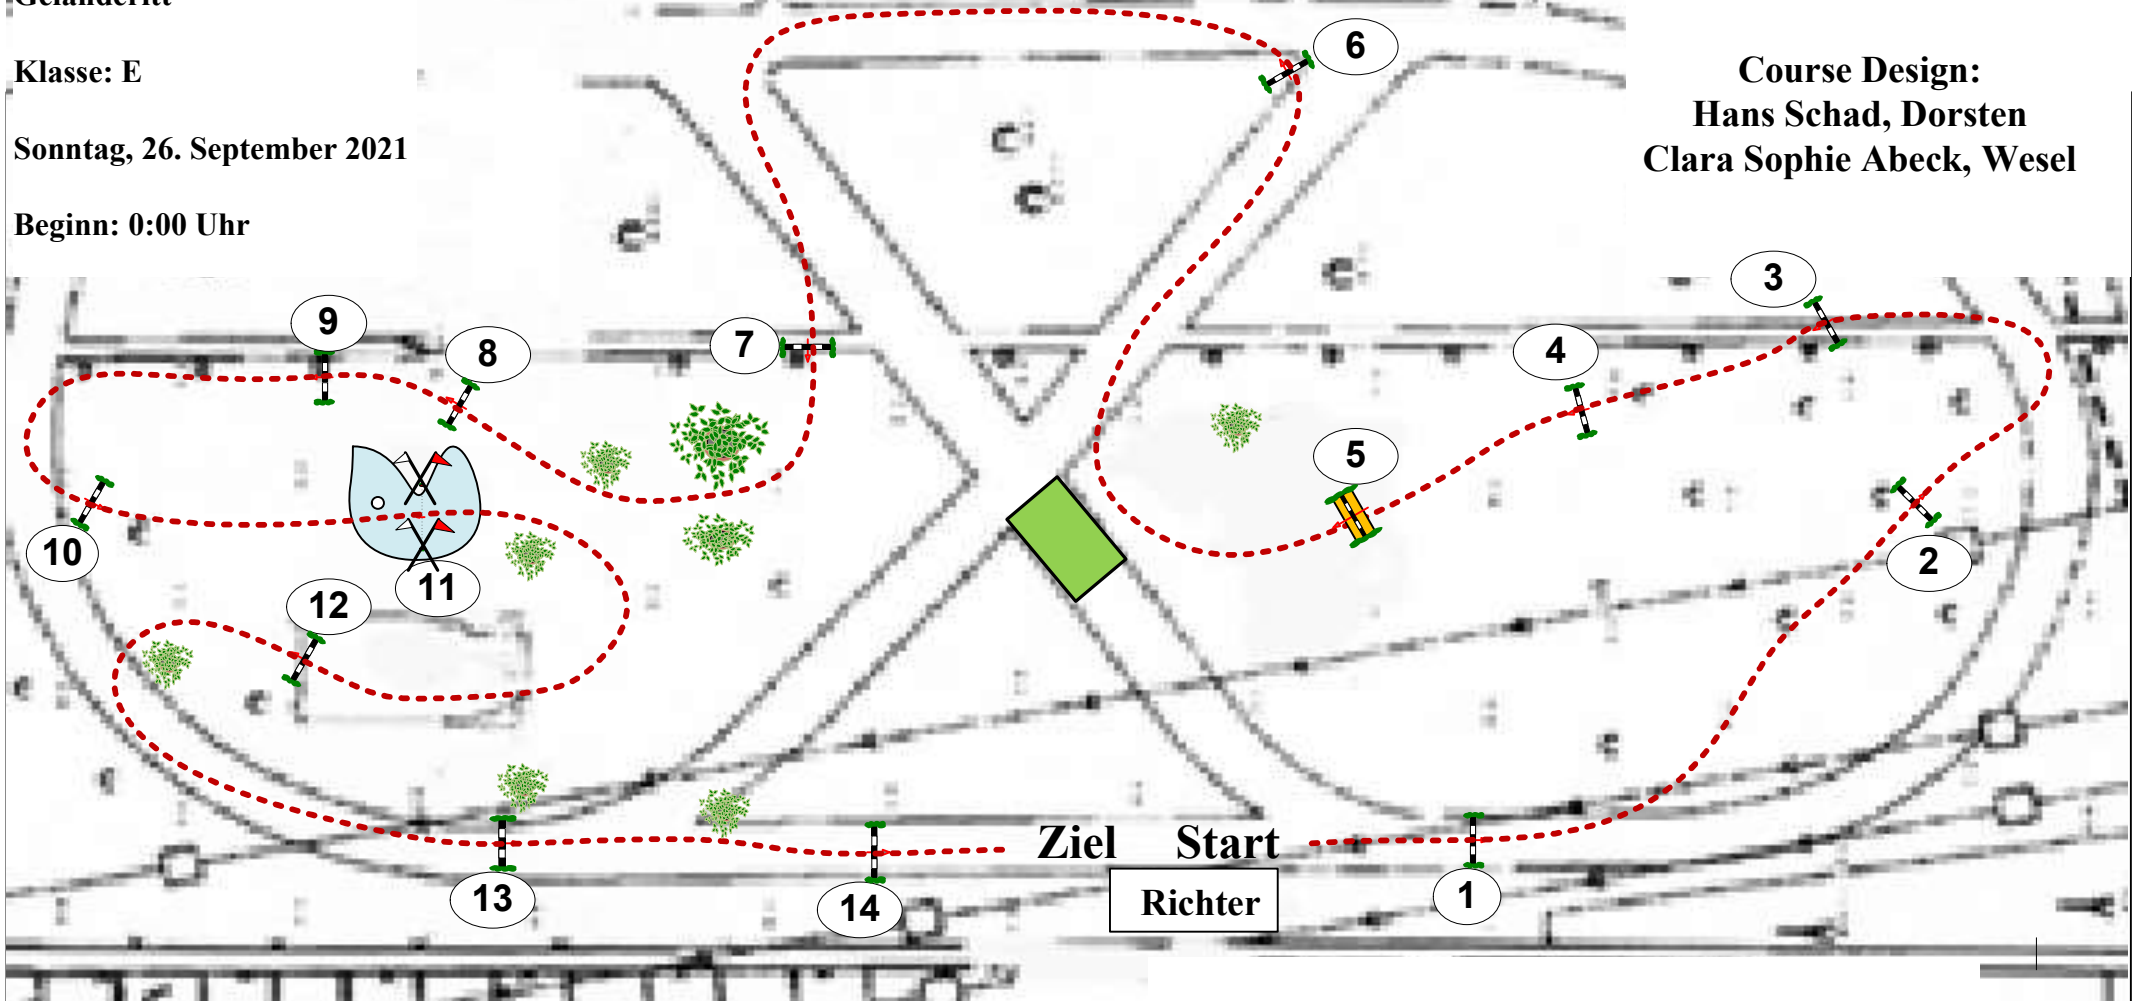 Geländeritt
Klasse: E
Sonntag, 26. September 2021
Beginn: 0:00 Uhr
Course Design:
Hans Schad, Dorsten
Clara Sophie Abeck, Wesel
6
3
9
8
7
4
5
10
11
2
12
Ziel Start
13
14
Richter
1